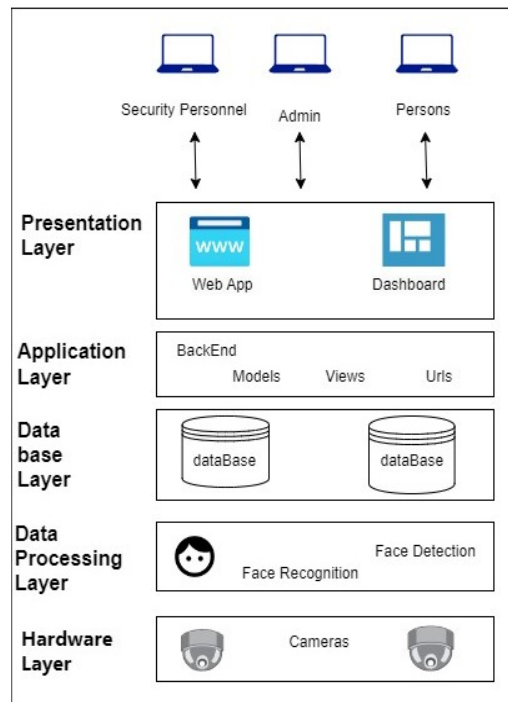 Security Personnel
Admin
Persons
Presentation
Layer
www
Web App
Dashboard
Application
Layer
BackEnd
Models
Views
Urls
Data
base
Layer
dataBase
dataBase
Data
Processing
Layer
Face Recognition
Face Detection
Hardware
Layer
Cameras